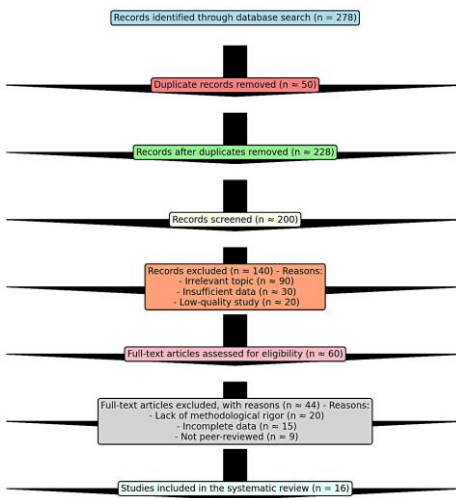 Records identified through database search (n = 278)
Duplicate records removed (n ≈ 50)
Records after duplicates removed (n ≈ 228)
Records screened (n ≈ 200)
Records excluded (n ≈ 140) - Reasons:
- Irrelevant topic (n ≈ 90)
- Insufficient data (n ≈ 30)
- Low-quality study (n ≈ 20)
Full-text articles assessed for eligibility (n ≈ 60)
Full-text articles excluded, with reasons (n ≈ 44) - Reasons:
- Lack of methodological rigor (n ≈ 20)
- Incomplete data (n ≈ 15)
- Not peer-reviewed (n ≈ 9)
Studies included in the systematic review (n = 16)